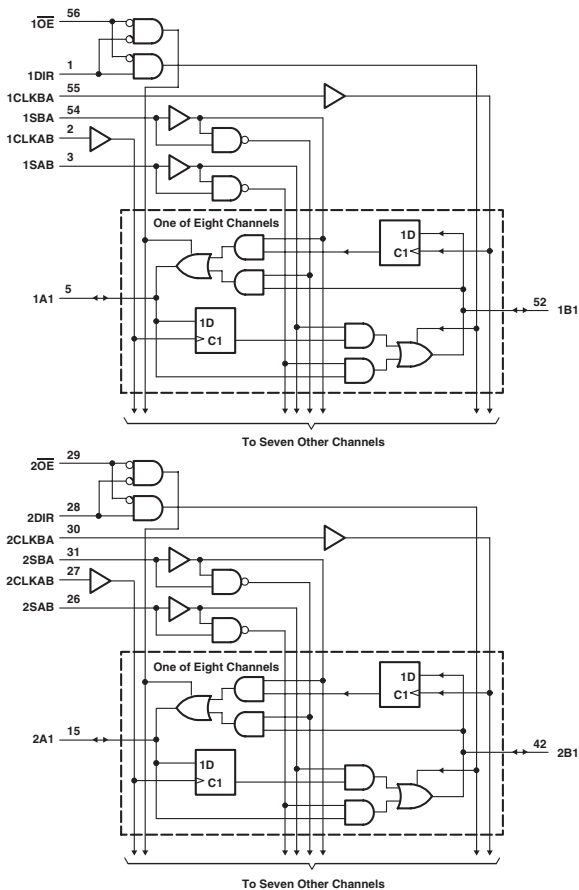 1O̅E̅ 56
1DIR 1
1CLKBA 55
1SBA 54
1CLKAB 2
1SAB 3
One of Eight Channels
1D
C1
1A1 5
52 1B1
1D
C1
To Seven Other Channels
2O̅E̅ 29
2DIR 28
2CLKBA 30
2SBA 31
2CLKAB 27
2SAB 26
One of Eight Channels
1D
C1
2A1 15
42 2B1
1D
C1
To Seven Other Channels